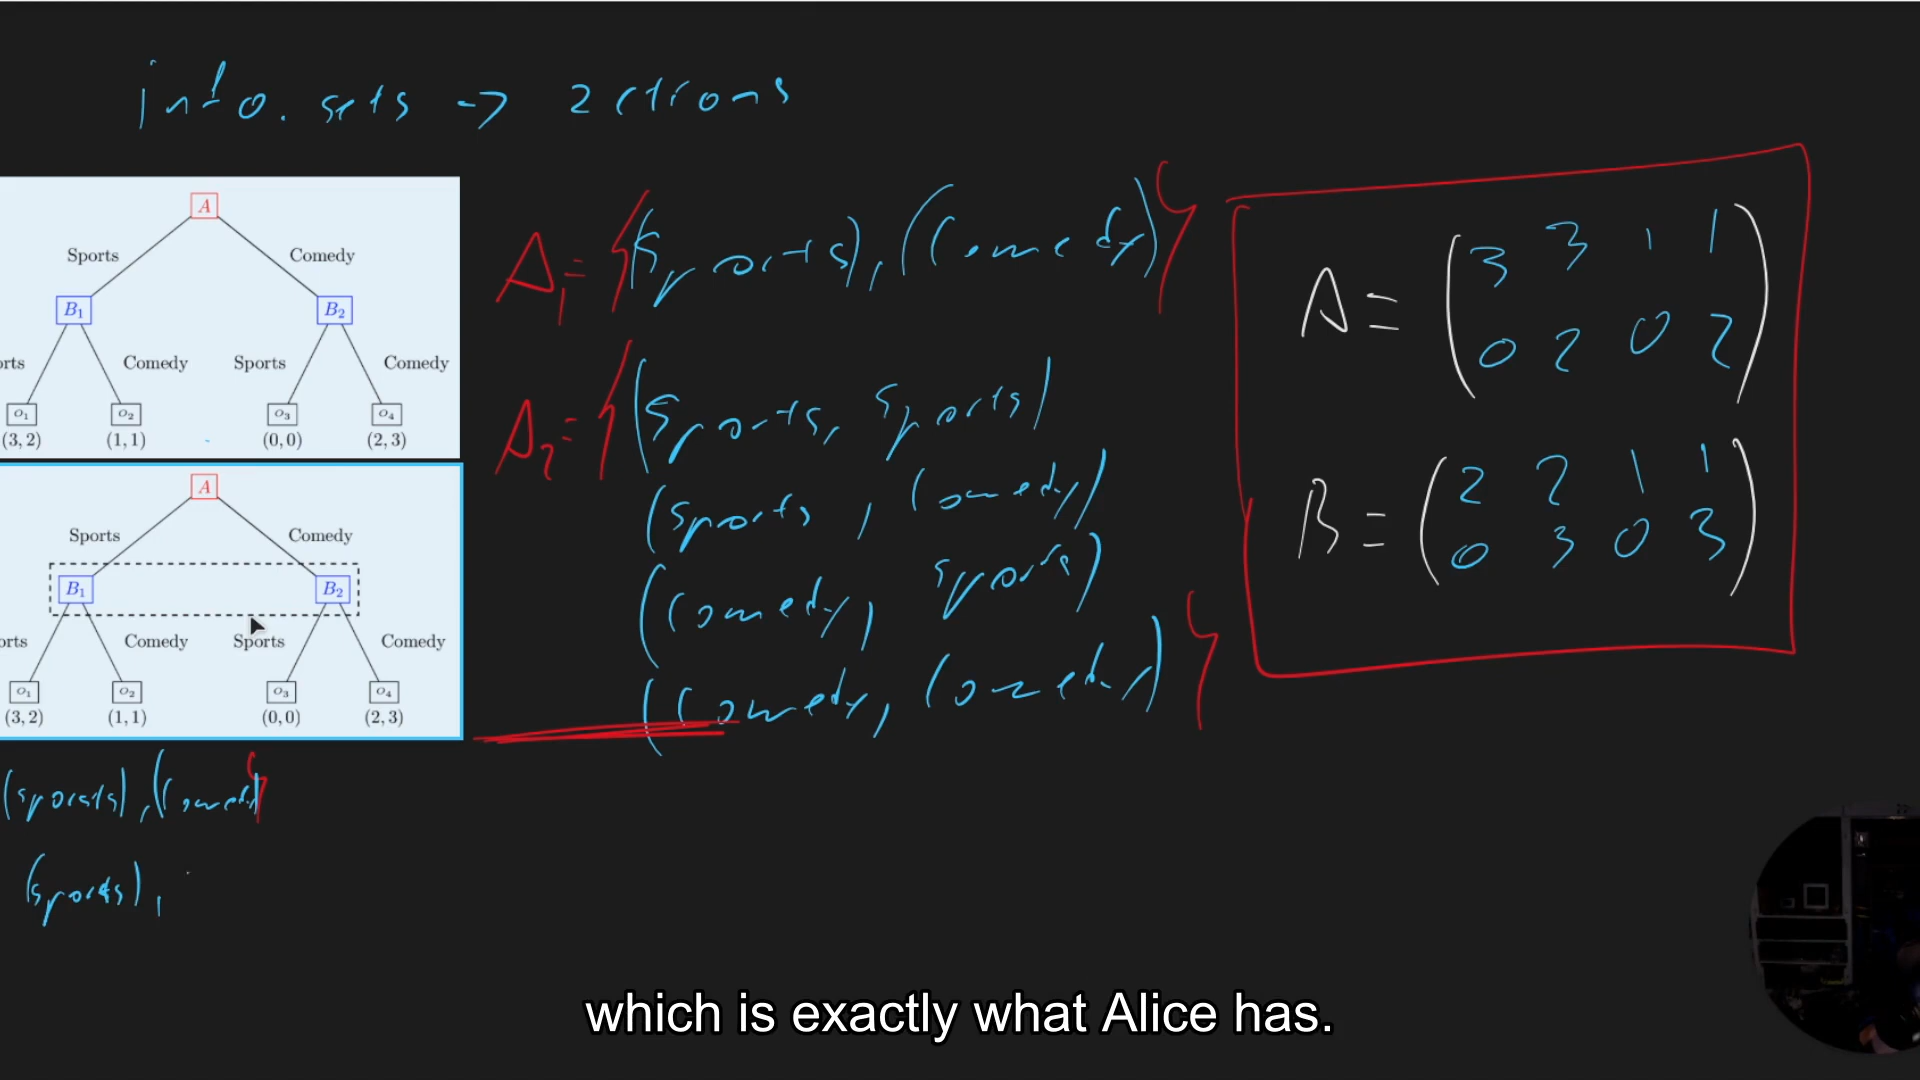 info. sets -> actions
A
Sports Comedy
B1 B2
orts Comedy Sports Comedy
o1 o2 o3 o4
(3, 2) (1, 1) (0, 0) (2, 3)
A
Sports Comedy
B1 B2
orts Comedy Sports Comedy
o1 o2 o3 o4
(3, 2) (1, 1) (0, 0) (2, 3)
(sports), (Comedy}
(sports),
A1 = {(Sports), (Comedy)}
A2 = {(Sports, Sports)
(Sports, Comedy)
(Comedy, Sports)
(Comedy, Comedy)}
A = (3 3 1 1
0 2 0 2)
B = (2 2 1 1
0 3 0 3)
which is exactly what Alice has.